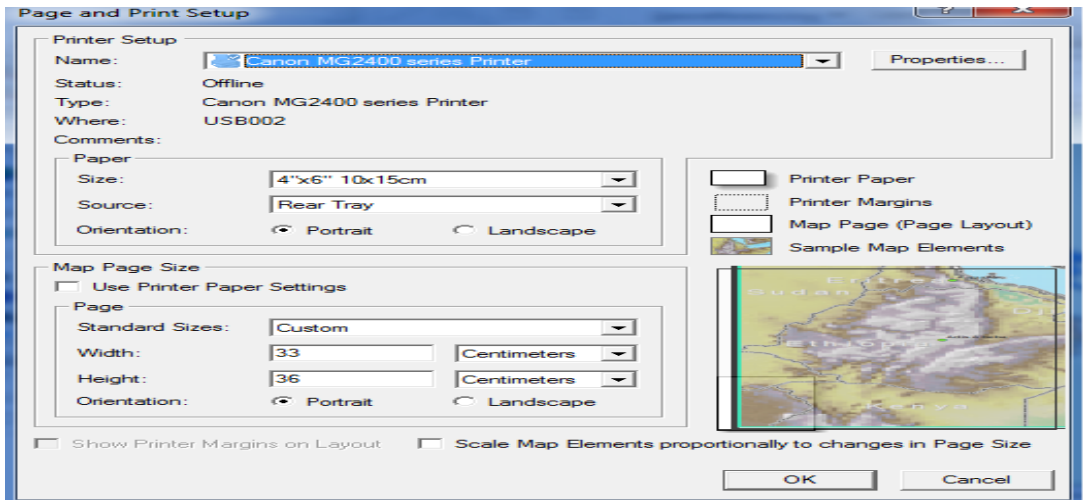 Page and Print Setup
Printer Setup
Name: Canon MG2400 series Printer Properties...
Status: Offline
Type: Canon MG2400 series Printer
Where: USB002
Comments:
Paper
Size: 4"x6" 10x15cm
Source: Rear Tray
Orientation: Portrait Landscape
Printer Paper
Printer Margins
Map Page (Page Layout)
Sample Map Elements
Map Page Size
Use Printer Paper Settings
Page
Standard Sizes: Custom
Width: 33 Centimeters
Height: 36 Centimeters
Orientation: Portrait Landscape
Eritrea
Sudan
Dj
Ethiopia
Kenya
Show Printer Margins on Layout Scale Map Elements proportionally to changes in Page Size
OK Cancel